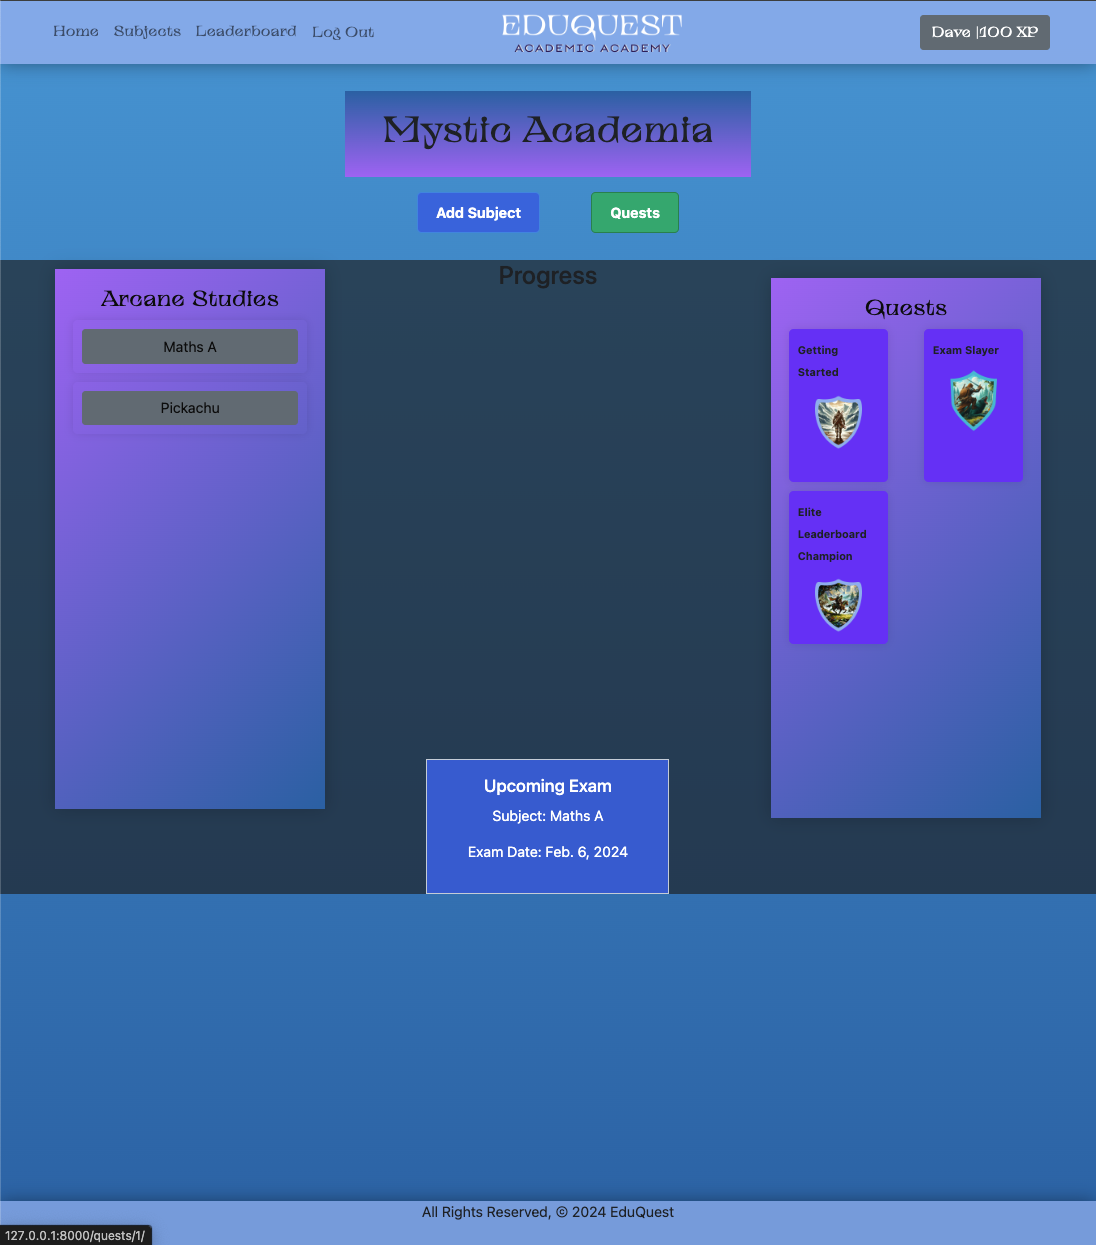 Home Subjects Leaderboard Log Out
EDUQUEST
ACADEMIC ACADEMY
Dave |100 XP
Mystic Academia
Add Subject
Quests
Arcane Studies
Maths A
Pickachu
Progress
Upcoming Exam
Subject: Maths A
Exam Date: Feb. 6, 2024
Quests
Getting
Started
Exam Slayer
Elite
Leaderboard
Champion
All Rights Reserved, © 2024 EduQuest
127.0.0.1:8000/quests/1/